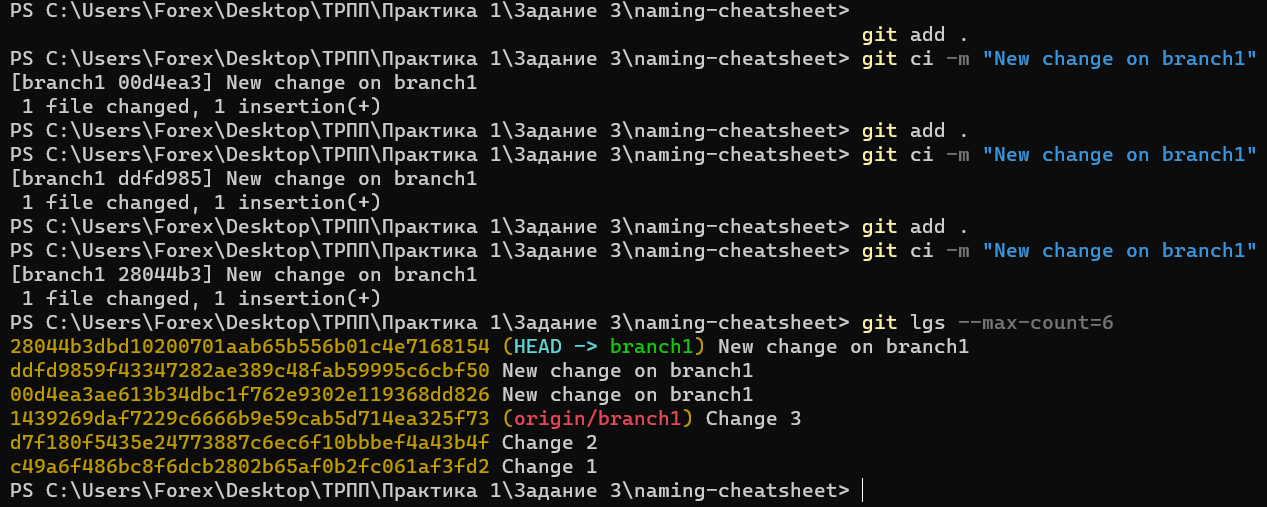 PS C:\Users\Forex\Desktop\ТРПП\Практика 1\Задание 3\naming-cheatsheet>
git add .
PS C:\Users\Forex\Desktop\ТРПП\Практика 1\Задание 3\naming-cheatsheet> git ci -m "New change on branch1"
[branch1 00d4ea3] New change on branch1
 1 file changed, 1 insertion(+)
PS C:\Users\Forex\Desktop\ТРПП\Практика 1\Задание 3\naming-cheatsheet> git add .
PS C:\Users\Forex\Desktop\ТРПП\Практика 1\Задание 3\naming-cheatsheet> git ci -m "New change on branch1"
[branch1 ddfd985] New change on branch1
 1 file changed, 1 insertion(+)
PS C:\Users\Forex\Desktop\ТРПП\Практика 1\Задание 3\naming-cheatsheet> git add .
PS C:\Users\Forex\Desktop\ТРПП\Практика 1\Задание 3\naming-cheatsheet> git ci -m "New change on branch1"
[branch1 28044b3] New change on branch1
 1 file changed, 1 insertion(+)
PS C:\Users\Forex\Desktop\ТРПП\Практика 1\Задание 3\naming-cheatsheet> git lgs --max-count=6
28044b3dbd10200701aab65b556b01c4e7168154 (HEAD -> branch1) New change on branch1
ddfd9859f43347282ae389c48fab59995c6cbf50 New change on branch1
00d4ea3ae613b34dbc1f762e9302e119368dd826 New change on branch1
1439269daf7229c6666b9e59cab5d714ea325f73 (origin/branch1) Change 3
d7f180f5435e24773887c6ec6f10bbbef4a43b4f Change 2
c49a6f486bc8f6dcb2802b65af0b2fc061af3fd2 Change 1
PS C:\Users\Forex\Desktop\ТРПП\Практика 1\Задание 3\naming-cheatsheet>